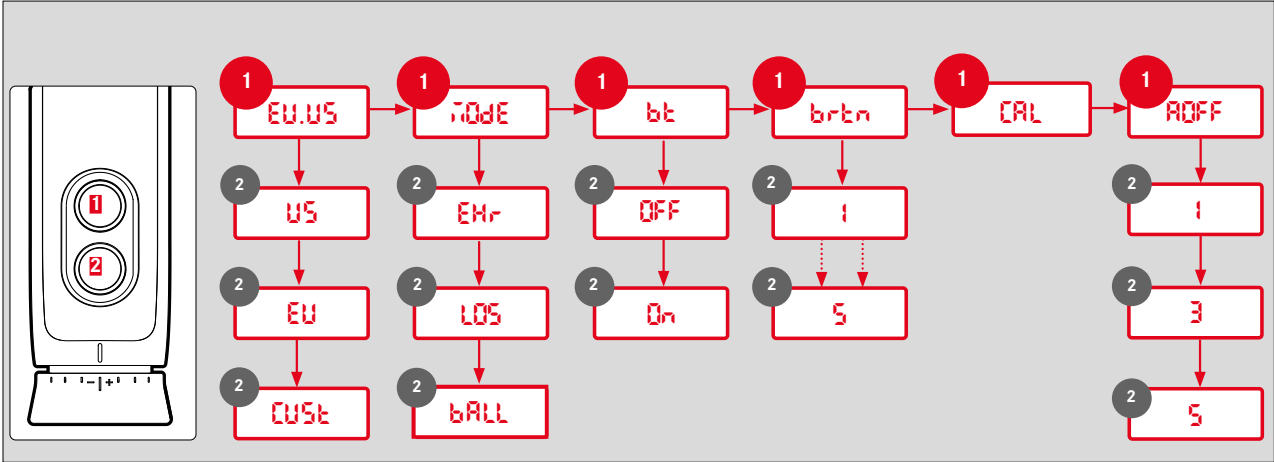 1 1 1 1 1 1
EU.US MOdE bt brtn CAL AOFF
2 2 2 2 2
US EHr OFF 1 1
1
2
2 2 2 2 2
EU LOS On 5 3
2 2 2
CUSt bALL 5
- +